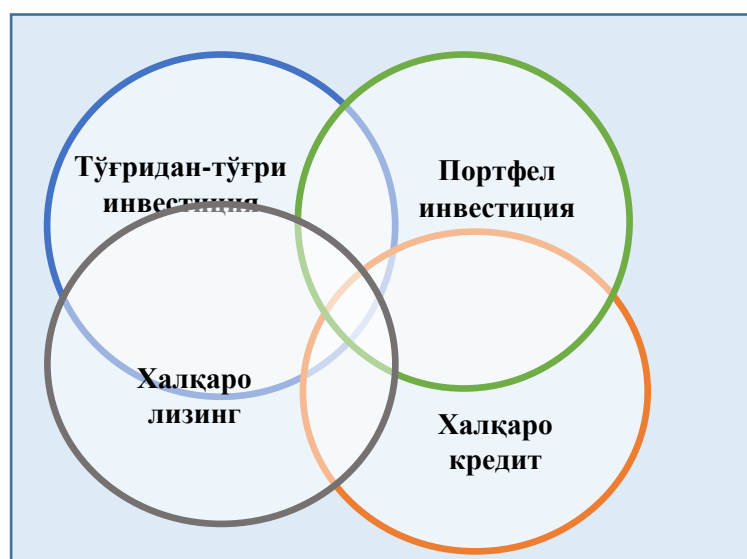 Тўғридан-тўғри
инвестиция
Портфел
инвестиция
Халқаро
лизинг
Халқаро
кредит